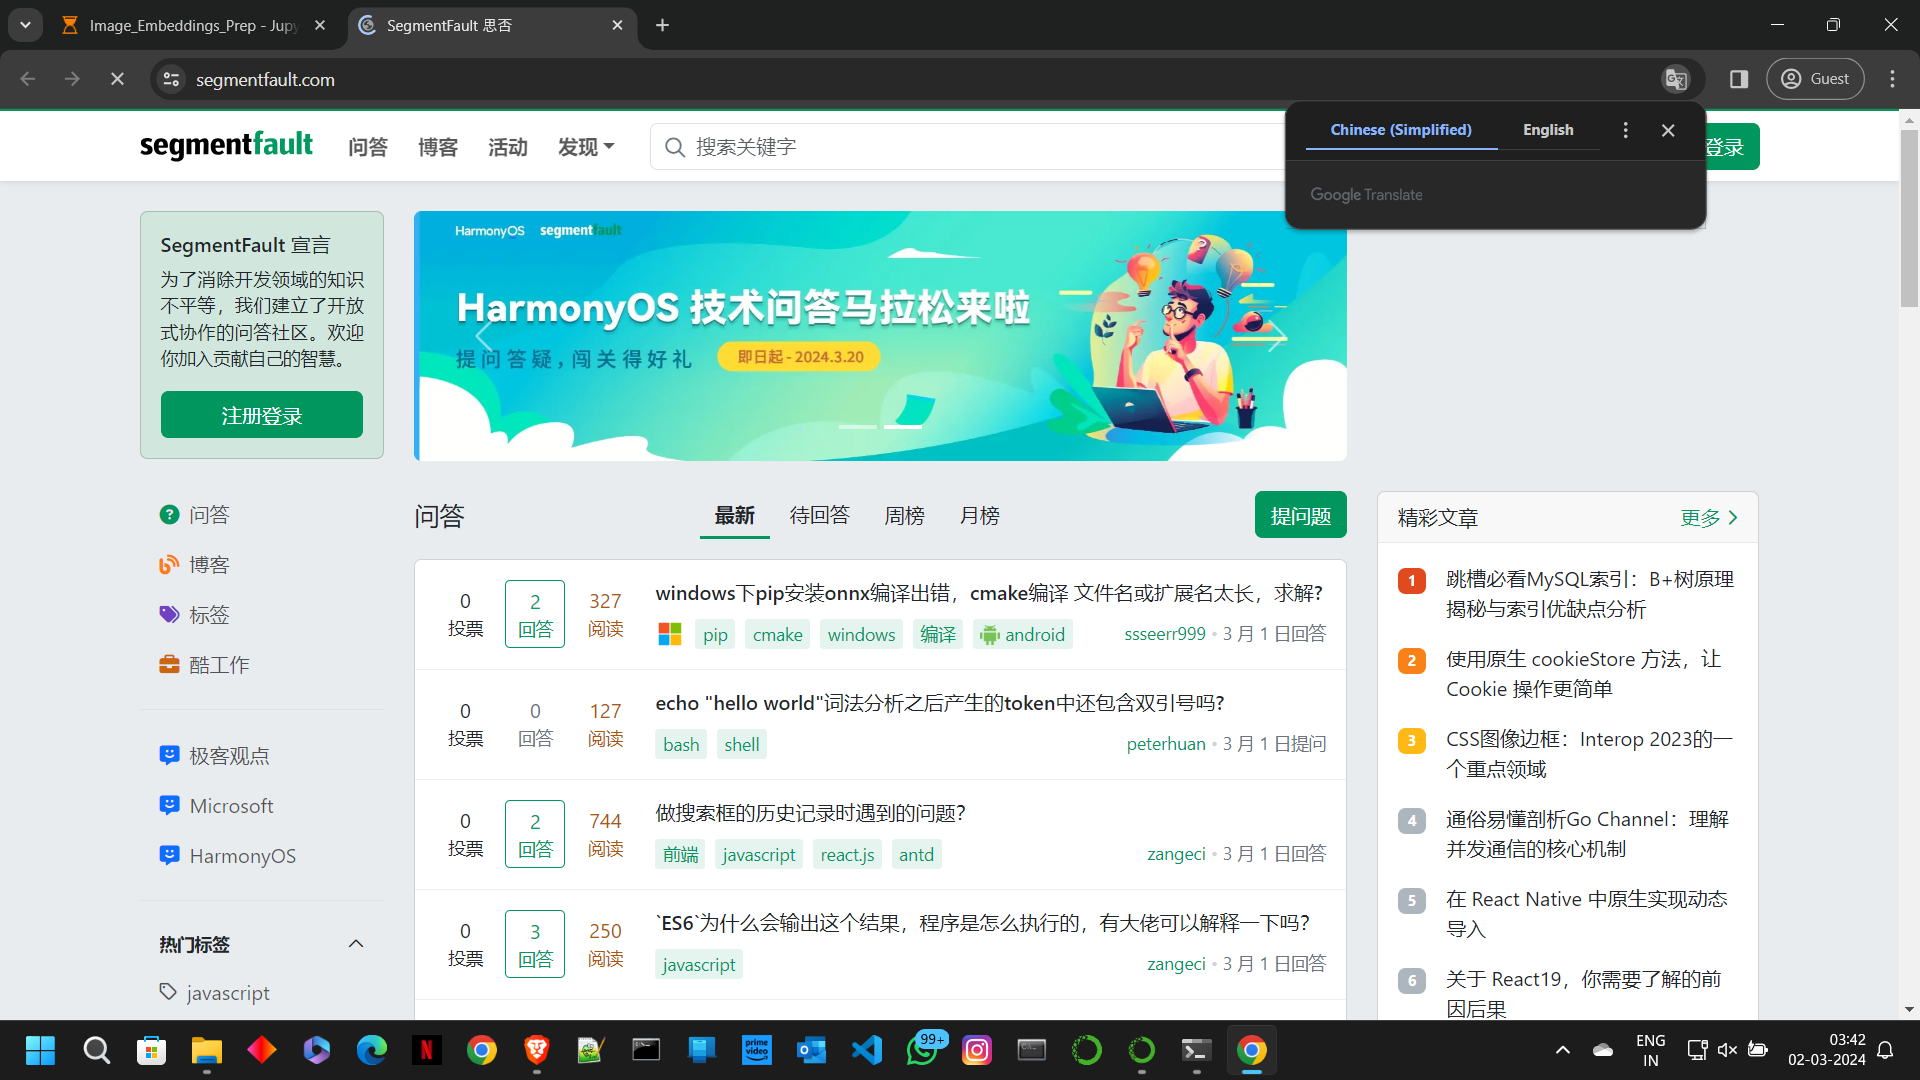 Image_Embeddings_Prep - Jupy
SegmentFault 思否
segmentfault.com
Guest
segmentfault
问答
博客
活动
发现
搜索关键字
登录
Chinese (Simplified)
English
Google Translate
SegmentFault 宣言
为了消除开发领域的知识
不平等，我们建立了开放
式协作的问答社区。欢迎
你加入贡献自己的智慧。
注册登录
HarmonyOS segmentfault
HarmonyOS 技术问答马拉松来啦
提问答疑，闯关得好礼
即日起 - 2024.3.20
问答
博客
标签
酷工作
极客观点
Microsoft
HarmonyOS
热门标签
javascript
问答
最新
待回答
周榜
月榜
提问题
0
投票
2
回答
327
阅读
windows下pip安装onnx编译出错，cmake编译 文件名或扩展名太长，求解？
pip
cmake
windows
编译
android
ssseerr999 • 3 月 1 日回答
0
投票
0
回答
127
阅读
echo "hello world"词法分析之后产生的token中还包含双引号吗？
bash
shell
peterhuan • 3 月 1 日提问
0
投票
2
回答
744
阅读
做搜索框的历史记录时遇到的问题？
前端
javascript
react.js
antd
zangeci • 3 月 1 日回答
0
投票
3
回答
250
阅读
`ES6`为什么会输出这个结果，程序是怎么执行的，有大佬可以解释一下吗？
javascript
zangeci • 3 月 1 日回答
精彩文章
更多
1
跳槽必看MySQL索引：B+树原理
揭秘与索引优缺点分析
2
使用原生 cookieStore 方法，让
Cookie 操作更简单
3
CSS图像边框：Interop 2023的一
个重点领域
4
通俗易懂剖析Go Channel：理解
并发通信的核心机制
5
在 React Native 中原生实现动态
导入
6
关于 React19，你需要了解的前
因后果
prime video
99+
ENG
IN
03:42
02-03-2024